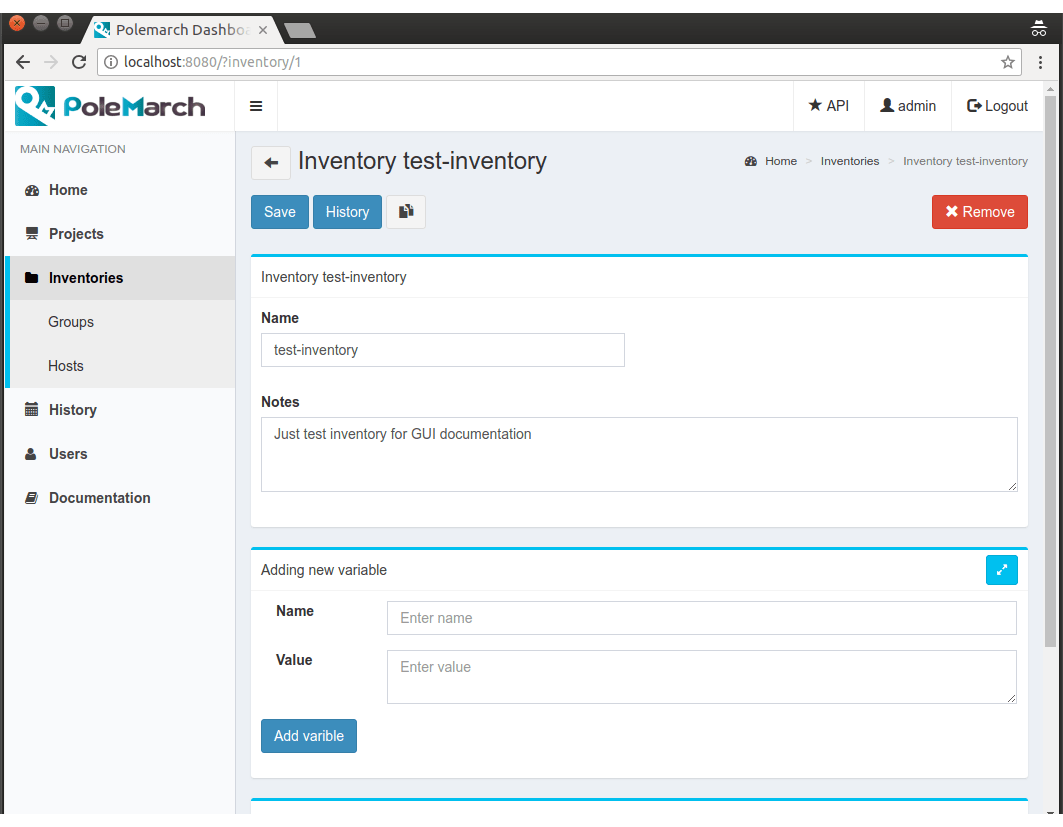 Polemarch Dashboa
localhost:8080/?inventory/1
PoleMarch
API
admin
Logout
MAIN NAVIGATION
Home
Projects
Inventories
Groups
Hosts
History
Users
Documentation
Inventory test-inventory
Home > Inventories > Inventory test-inventory
Save
History
Remove
Inventory test-inventory
Name
test-inventory
Notes
Just test inventory for GUI documentation
Adding new variable
Name
Enter name
Value
Enter value
Add varible